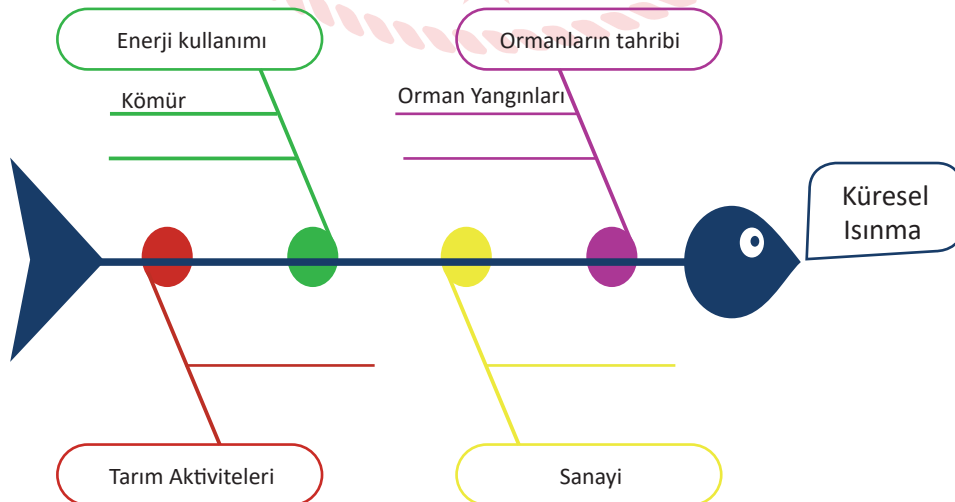 Enerji kullanımı
Ormanların tahribi
Kömür
Orman Yangınları
Küresel
Isınma
Tarım Aktiviteleri
Sanayi